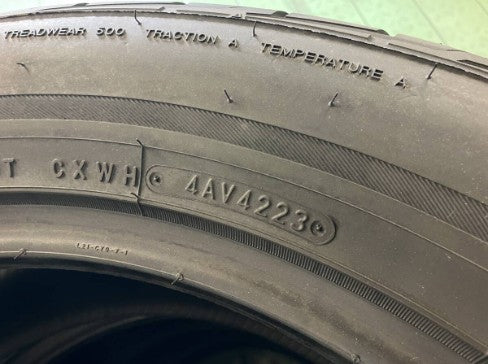 TREADWEAR 500 TRACTION A TEMPERATURE A
T CXWH 4AV4223